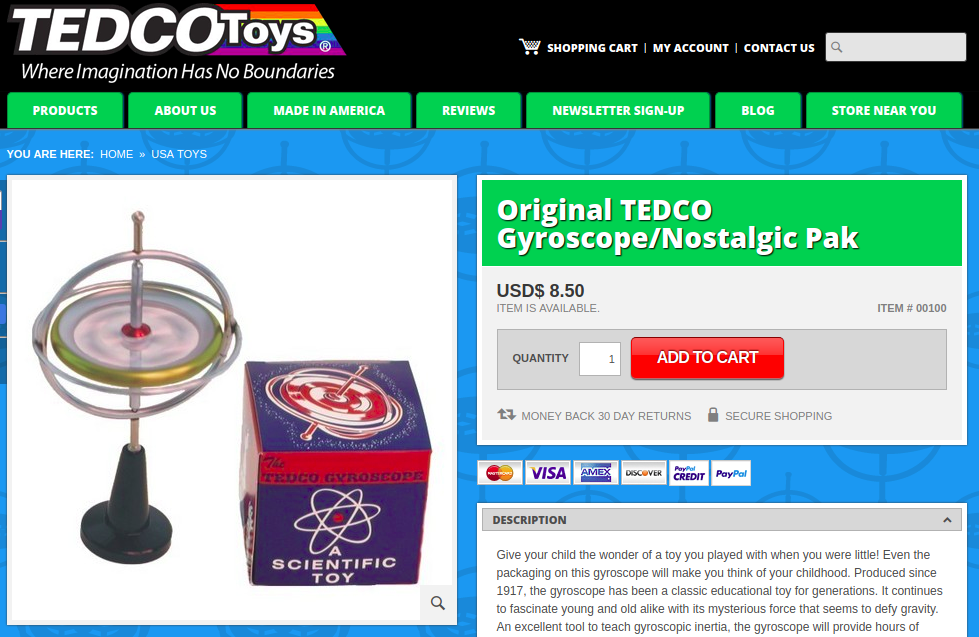 TEDCO Toys ®
Where Imagination Has No Boundaries
SHOPPING CART | MY ACCOUNT | CONTACT US
PRODUCTS ABOUT US MADE IN AMERICA REVIEWS NEWSLETTER SIGN-UP BLOG STORE NEAR YOU
YOU ARE HERE: HOME » USA TOYS
The
TEDCO GYROSCOPE
A
SCIENTIFIC
TOY
Original TEDCO
Gyroscope/Nostalgic Pak
USD$ 8.50
ITEM IS AVAILABLE. ITEM # 00100
QUANTITY 1 ADD TO CART
MONEY BACK 30 DAY RETURNS SECURE SHOPPING
MASTERCARD VISA AMEX DISCOVER PayPal CREDIT PayPal
DESCRIPTION
Give your child the wonder of a toy you played with when you were little! Even the
packaging on this gyroscope will make you think of your childhood. Produced since
1917, the gyroscope has been a classic educational toy for generations. It continues
to fascinate young and old alike with its mysterious force that seems to defy gravity.
An excellent tool to teach gyroscopic inertia, the gyroscope will provide hours of